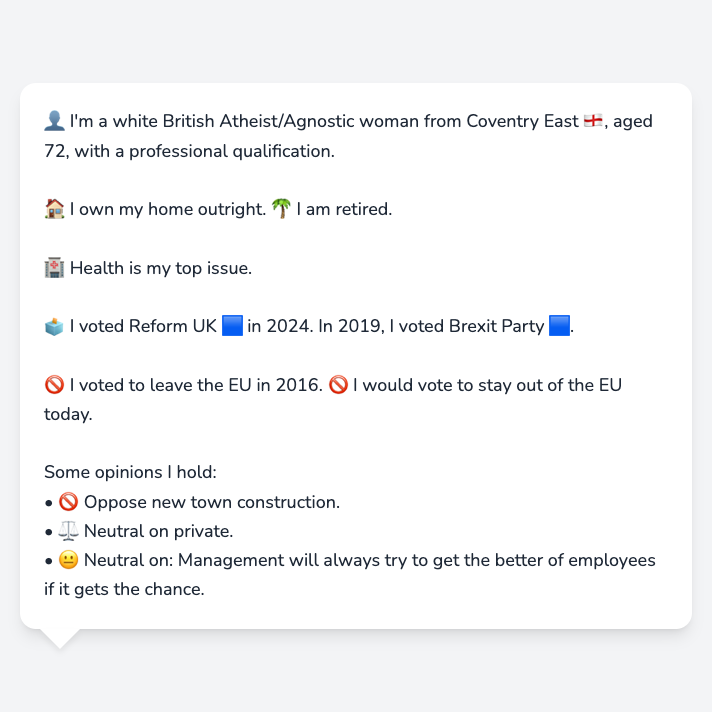 👤 I'm a white British Atheist/Agnostic woman from Coventry East 🏴󠁧󠁢󠁥󠁮󠁧󠁿, aged
72, with a professional qualification.
🏠 I own my home outright. 🌴 I am retired.
🏥 Health is my top issue.
🗳️ I voted Reform UK 🟦 in 2024. In 2019, I voted Brexit Party 🟦.
🚫 I voted to leave the EU in 2016. 🚫 I would vote to stay out of the EU
today.
Some opinions I hold:
• 🚫 Oppose new town construction.
• ⚖️ Neutral on private.
• 😐 Neutral on: Management will always try to get the better of employees
if it gets the chance.